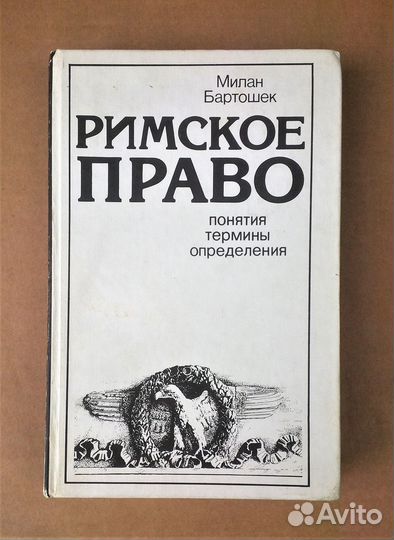 Милан
Бартошек
РИМСКОЕ
ПРАВО
понятия
термины
определения
Avito